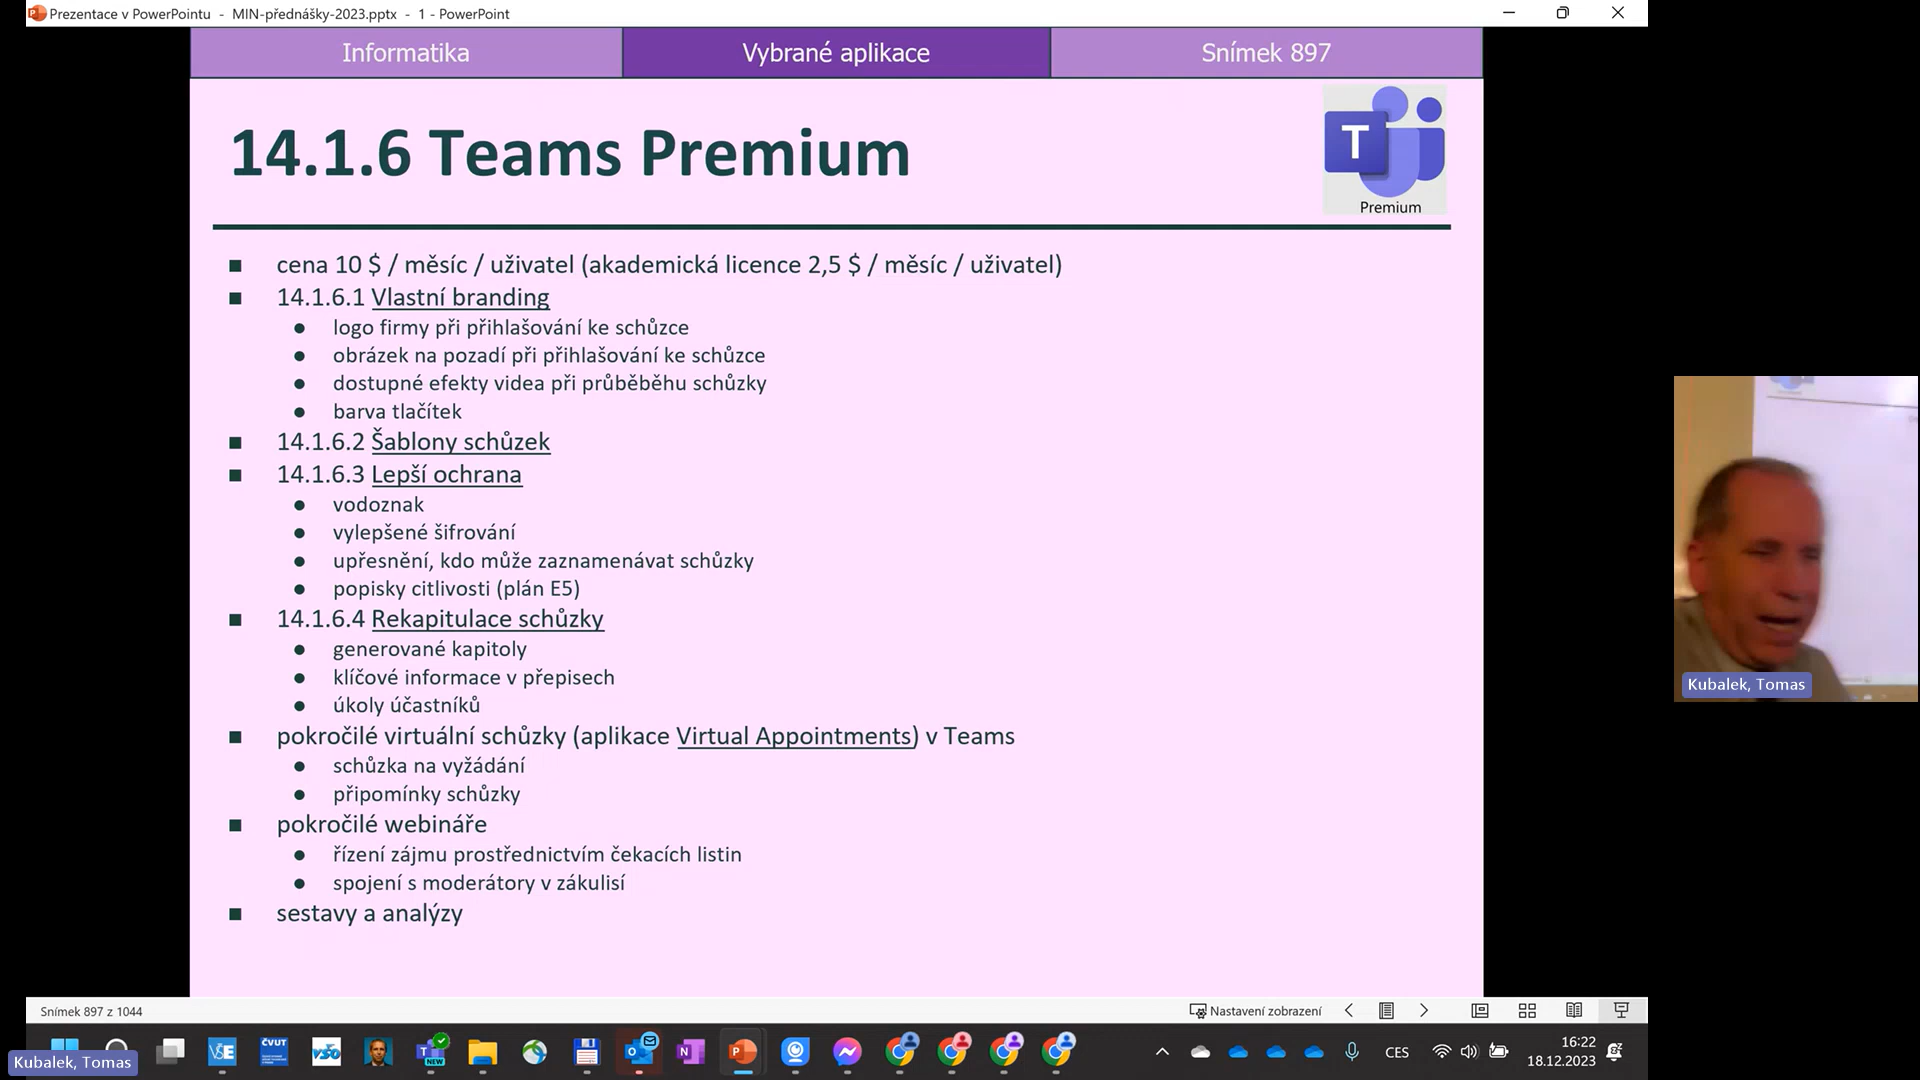 Prezentace v PowerPointu - MIN-přednášky-2023.pptx - 1 - PowerPoint
Informatika
Vybrané aplikace
Snímek 897
14.1.6 Teams Premium
T
Premium
cena 10 $ / měsíc / uživatel (akademická licence 2,5 $ / měsíc / uživatel)
14.1.6.1 Vlastní branding
logo firmy při přihlašování ke schůzce
obrázek na pozadí při přihlašování ke schůzce
dostupné efekty videa při průběběhu schůzky
barva tlačítek
14.1.6.2 Šablony schůzek
14.1.6.3 Lepší ochrana
vodoznak
vylepšené šifrování
upřesnění, kdo může zaznamenávat schůzky
popisky citlivosti (plán E5)
14.1.6.4 Rekapitulace schůzky
generované kapitoly
klíčové informace v přepisech
úkoly účastníků
pokročilé virtuální schůzky (aplikace Virtual Appointments) v Teams
schůzka na vyžádání
připomínky schůzky
pokročilé webináře
řízení zájmu prostřednictvím čekacích listin
spojení s moderátory v zákulisí
sestavy a analýzy
Kubalek, Tomas
Snímek 897 z 1044
Nastavení zobrazení
Kubalek, Tomas
VŠE
ČVUT
VŠO
NEW
CES
16:22
18.12.2023